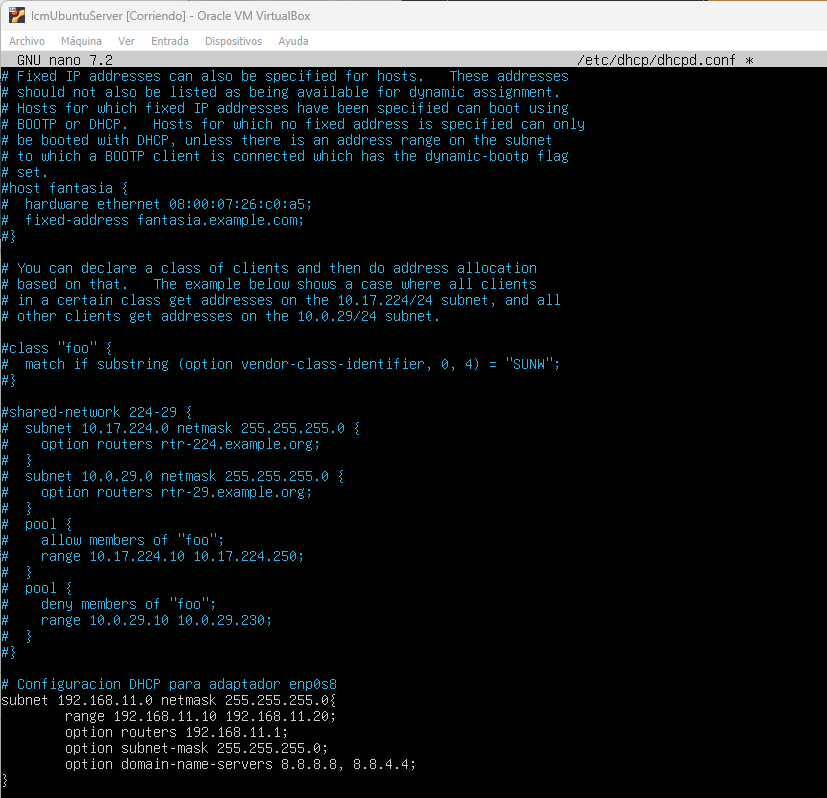 lcmUbuntuServer [Corriendo] - Oracle VM VirtualBox
Archivo Máquina Ver Entrada Dispositivos Ayuda
GNU nano 7.2 /etc/dhcp/dhcpd.conf *
# Fixed IP addresses can also be specified for hosts.   These addresses
# should not also be listed as being available for dynamic assignment.
# Hosts for which fixed IP addresses have been specified can boot using
# BOOTP or DHCP.   Hosts for which no fixed address is specified can only
# be booted with DHCP, unless there is an address range on the subnet
# to which a BOOTP client is connected which has the dynamic-bootp flag
# set.
#host fantasia {
#  hardware ethernet 08:00:07:26:c0:a5;
#  fixed-address fantasia.example.com;
#}
# You can declare a class of clients and then do address allocation
# based on that.   The example below shows a case where all clients
# in a certain class get addresses on the 10.17.224/24 subnet, and all
# other clients get addresses on the 10.0.29/24 subnet.
#class "foo" {
#  match if substring (option vendor-class-identifier, 0, 4) = "SUNW";
#}
#shared-network 224-29 {
#  subnet 10.17.224.0 netmask 255.255.255.0 {
#    option routers rtr-224.example.org;
#  }
#  subnet 10.0.29.0 netmask 255.255.255.0 {
#    option routers rtr-29.example.org;
#  }
#  pool {
#    allow members of "foo";
#    range 10.17.224.10 10.17.224.250;
#  }
#  pool {
#    deny members of "foo";
#    range 10.0.29.10 10.0.29.230;
#  }
#}
# Configuracion DHCP para adaptador enp0s8
subnet 192.168.11.0 netmask 255.255.255.0{
        range 192.168.11.10 192.168.11.20;
        option routers 192.168.11.1;
        option subnet-mask 255.255.255.0;
        option domain-name-servers 8.8.8.8, 8.8.4.4;
}